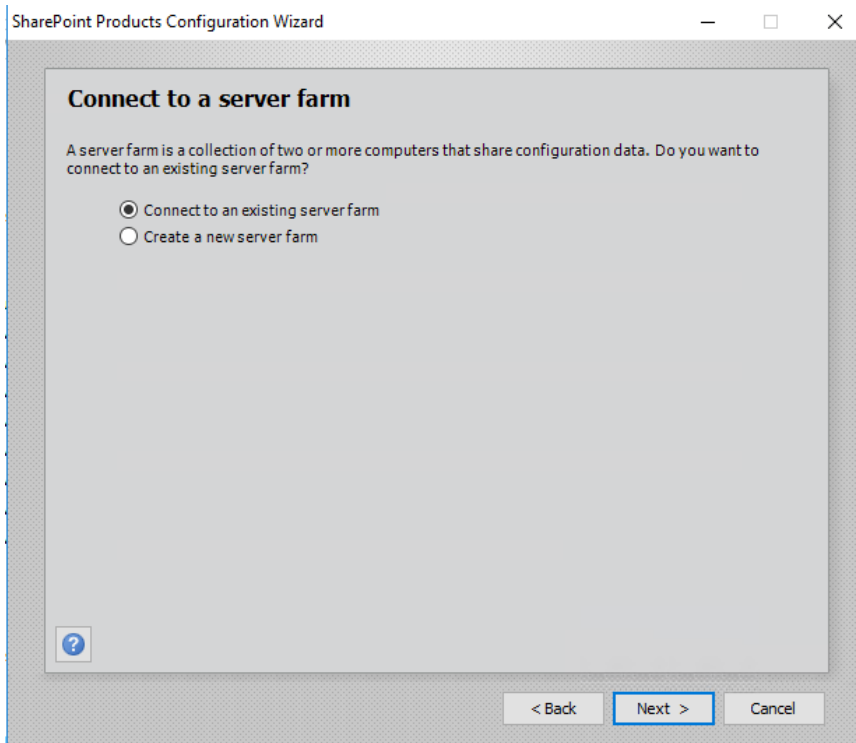 SharePoint Products Configuration Wizard
Connect to a server farm
A server farm is a collection of two or more computers that share configuration data. Do you want to
connect to an existing server farm?
Connect to an existing server farm
Create a new server farm
?
< Back
Next >
Cancel